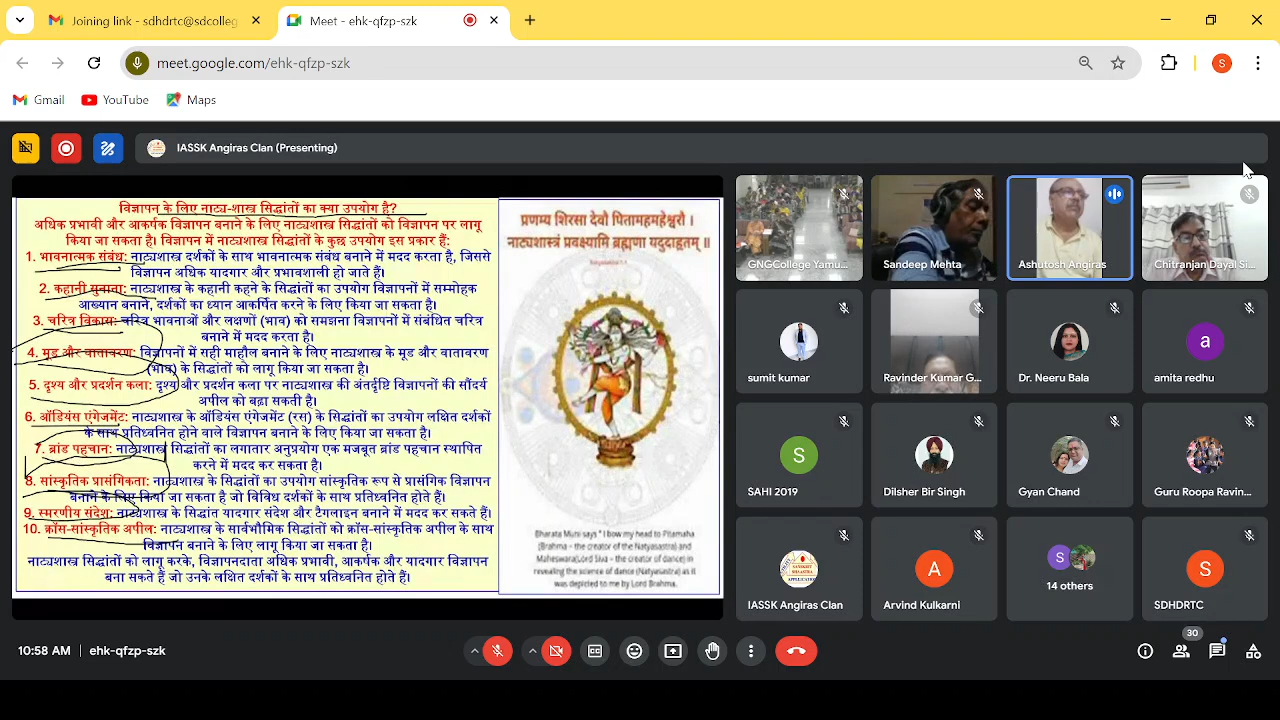 Joining link - sdhdrtc@sdcolleg
Meet - ehk-qfzp-szk
meet.google.com/ehk-qfzp-szk
S
Gmail
YouTube
Maps
IASSK Angiras Clan (Presenting)
विज्ञापन के लिए नाट्य-शास्त्र सिद्धांतों का क्या उपयोग है?
अधिक प्रभावी और आकर्षक विज्ञापन बनाने के लिए नाट्यशास्त्र सिद्धांतों को विज्ञापन पर लागू
किया जा सकता है। विज्ञापन में नाट्यशास्त्र सिद्धांतों के कुछ उपयोग इस प्रकार हैं:
1. भावनात्मक संबंध: नाट्यशास्त्र दर्शकों के साथ भावनात्मक संबंध बनाने में मदद करता है, जिससे
विज्ञापन अधिक यादगार और प्रभावशाली हो जाते हैं।
2. कहानी सुनाना: नाट्यशास्त्र के कहानी कहने के सिद्धांतों का उपयोग विज्ञापनों में सम्मोहक
आख्यान बनाने, दर्शकों का ध्यान आकर्षित करने के लिए किया जा सकता है।
3. चरित्र विकास: चरित्र भावनाओं और लक्षणों (भाव) को समझना विज्ञापनों में संबंधित चरित्र
बनाने में मदद करता है।
4. मूड और वातावरण: विज्ञापनों में सही माहौल बनाने के लिए नाट्यशास्त्र के मूड और वातावरण
(भाव) के सिद्धांतों को लागू किया जा सकता है।
5. दृश्य और प्रदर्शन कला: दृश्य और प्रदर्शन कला पर नाट्यशास्त्र की अंतर्दृष्टि विज्ञापनों की सौंदर्य
अपील को बढ़ा सकती है।
6. ऑडियंस एंगेजमेंट: नाट्यशास्त्र के ऑडियंस एंगेजमेंट (रस) के सिद्धांतों का उपयोग लक्षित दर्शकों
के साथ प्रतिध्वनित होने वाले विज्ञापन बनाने के लिए किया जा सकता है।
7. ब्रांड पहचान: नाट्यशास्त्र सिद्धांतों का लगातार अनुप्रयोग एक मजबूत ब्रांड पहचान स्थापित
करने में मदद कर सकता है।
8. सांस्कृतिक प्रासंगिकता: नाट्यशास्त्र के सिद्धांतों का उपयोग सांस्कृतिक रूप से प्रासंगिक विज्ञापन
बनाने के लिए किया जा सकता है जो विविध दर्शकों के साथ प्रतिध्वनित होते हैं।
9. स्मरणीय संदेश: नाट्यशास्त्र के सिद्धांत यादगार संदेश और टैगलाइन बनाने में मदद कर सकते हैं।
10. क्रॉस-सांस्कृतिक अपील: नाट्यशास्त्र के सार्वभौमिक सिद्धांतों को क्रॉस-सांस्कृतिक अपील के साथ
विज्ञापन बनाने के लिए लागू किया जा सकता है।
नाट्यशास्त्र सिद्धांतों को लागू करके, विज्ञापनदाता अधिक प्रभावी, आकर्षक और यादगार विज्ञापन
बना सकते हैं जो उनके लक्षित दर्शकों के साथ प्रतिध्वनित होते हैं।
प्रणम्य शिरसा देवौ पितामहमहेश्वरौ ।
नाट्यशास्त्रं प्रवक्ष्यामि ब्रह्मणा यदुदाहृतम् ॥
Bharata Muni says " I bow my head to Pitamaha
(Brahma – the creator of the Natyasastra) and
Maheswara(Lord Siva – the creator of dance) in
revealing the science of dance (Natyasastra) as it
was depicted to me by Lord Brahma.
GNGCollege Yamu...
Sandeep Mehta
Ashutosh Angiras
Chitranjan Dayal Si...
sumit kumar
Ravinder Kumar G...
Dr. Neeru Bala
a
amita redhu
S
SAHI 2019
Dilsher Bir Singh
Gyan Chand
Guru Roopa Ravin...
IASSK Angiras Clan
A
Arvind Kulkarni
S
14 others
S
SDHDRTC
10:58 AM
ehk-qfzp-szk
30